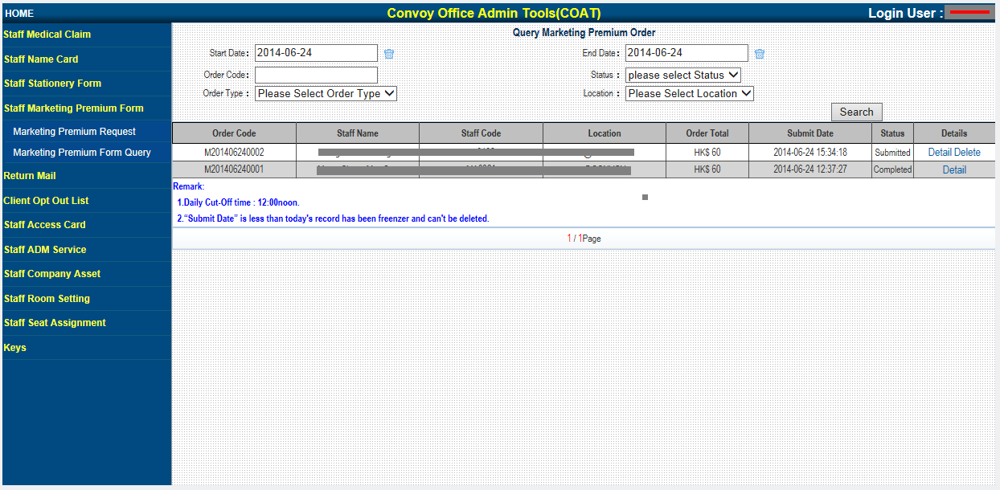 HOME Convoy Office Admin Tools(COAT) Login User :
Staff Medical Claim
Staff Name Card
Staff Stationery Form
Staff Marketing Premium Form
Marketing Premium Request
Marketing Premium Form Query
Return Mail
Client Opt Out List
Staff Access Card
Staff ADM Service
Staff Company Asset
Staff Room Setting
Staff Seat Assignment
Keys
Query Marketing Premium Order
Start Date: 2014-06-24 End Date: 2014-06-24
Order Code: Status : please select Status
Order Type : Please Select Order Type Location : Please Select Location
Search
Order Code Staff Name Staff Code Location Order Total Submit Date Status Details
M201406240002 HK$ 60 2014-06-24 15:34:18 Submitted Detail Delete
M201406240001 HK$ 60 2014-06-24 12:37:27 Completed Detail
Remark:
1.Daily Cut-Off time : 12:00noon.
2.“Submit Date” is less than today's record has been freenzer and can't be deleted.
1 / 1Page